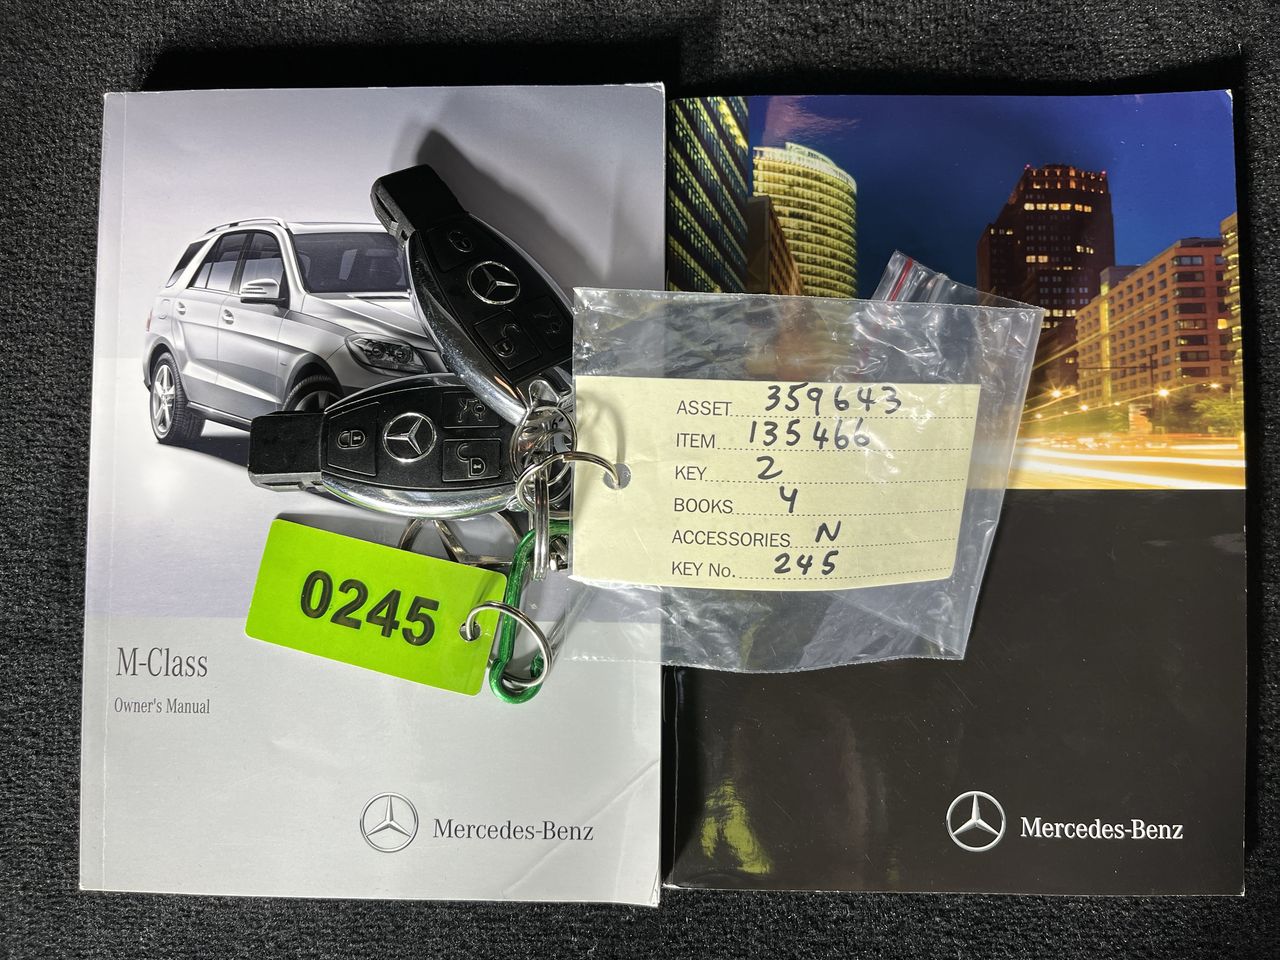 ASSET 359643
ITEM 135466
KEY 2
BOOKS 4
ACCESSORIES N
KEY No. 245
0245
M-Class
Owner's Manual
Mercedes-Benz
Mercedes-Benz